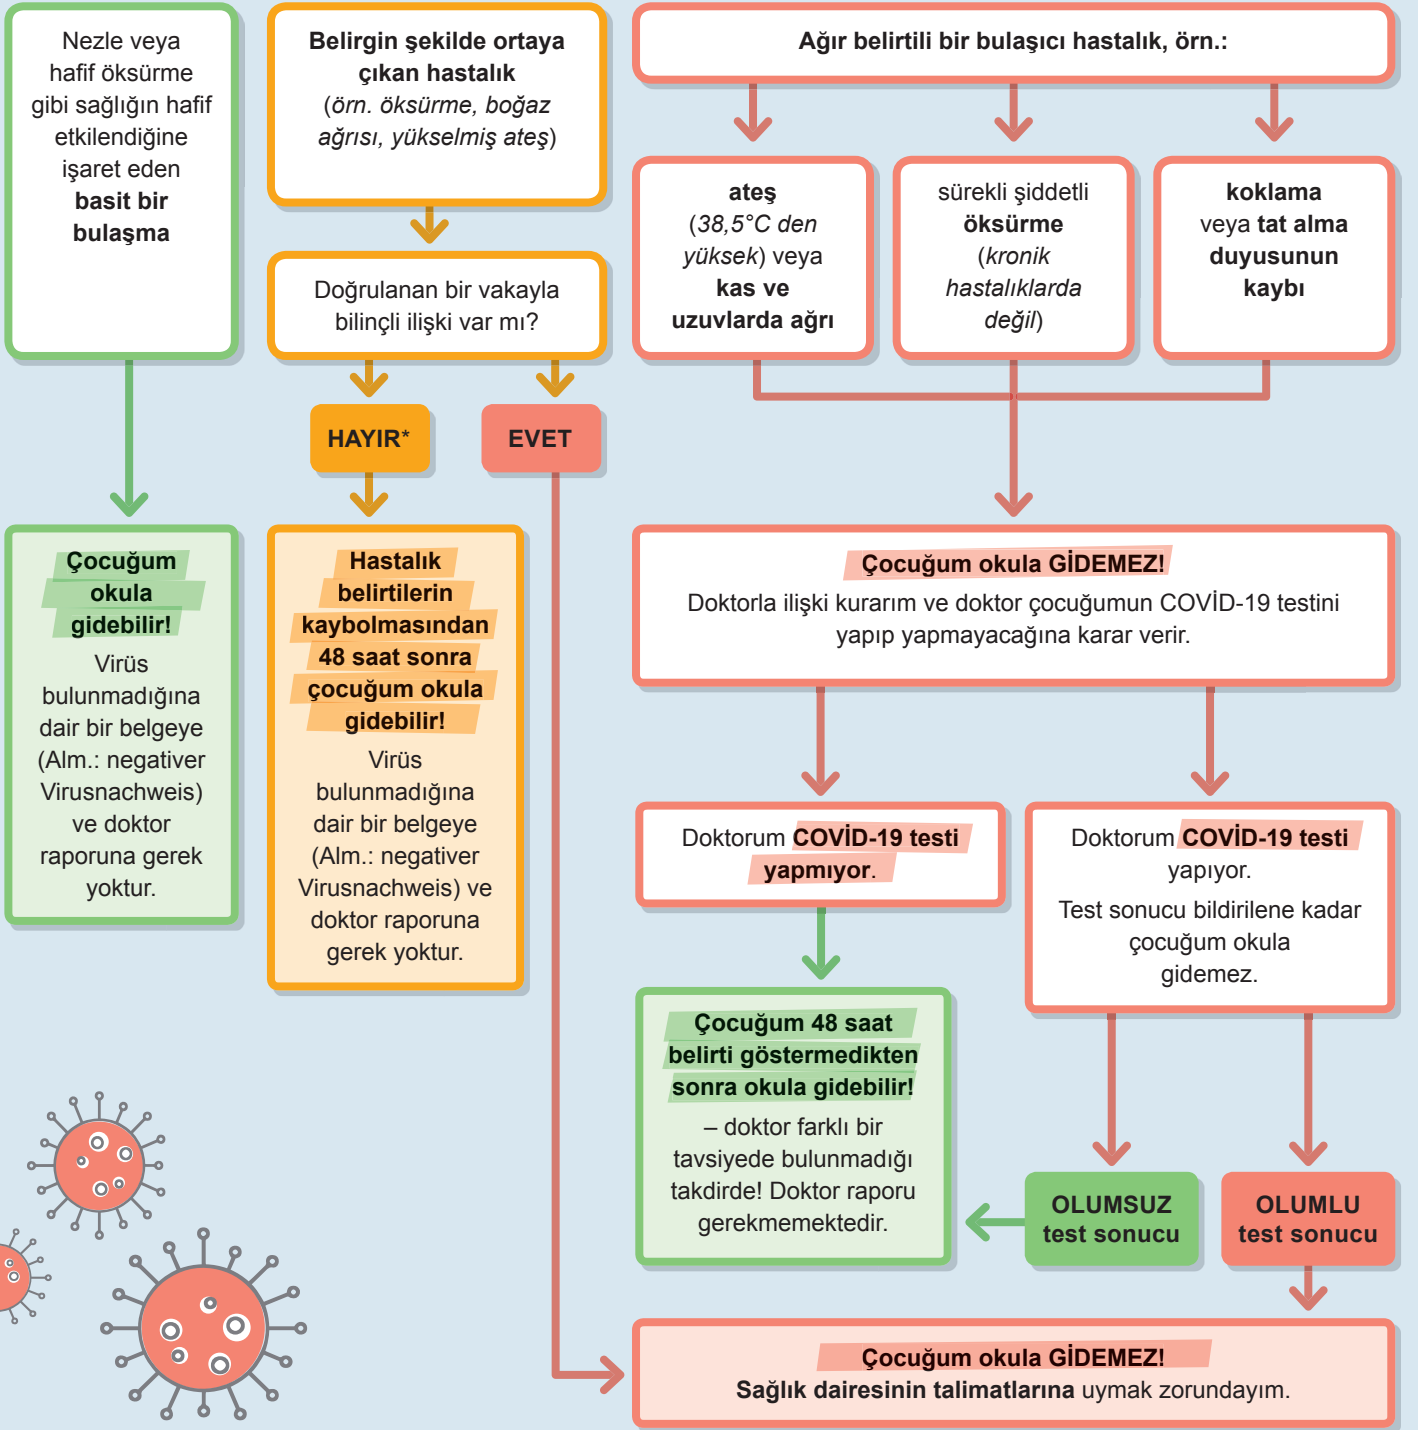 Nezle veya
hafif öksürme
gibi sağlığın hafif
etkilendiğine
işaret eden
basit bir
bulaşma
Belirgin şekilde ortaya
çıkan hastalık
(örn. öksürme, boğaz
ağrısı, yükselmiş ateş)
Doğrulanan bir vakayla
bilinçli ilişki var mı?
HAYIR*
EVET
Ağır belirtili bir bulaşıcı hastalık, örn.:
ateş
(38,5°C den
yüksek) veya
kas ve
uzuvlarda ağrı
sürekli şiddetli
öksürme
(kronik
hastalıklarda
değil)
koklama
veya tat alma
duyusunun
kaybı
Çocuğum
okula
gidebilir!
Virüs
bulunmadığına
dair bir belgeye
(Alm.: negativer
Virusnachweis)
ve doktor
raporuna gerek
yoktur.
Hastalık
belirtilerin
kaybolmasından
48 saat sonra
çocuğum okula
gidebilir!
Virüs
bulunmadığına
dair bir belgeye
(Alm.: negativer
Virusnachweis) ve
doktor raporuna
gerek yoktur.
Çocuğum okula GİDEMEZ!
Doktorla ilişki kurarım ve doktor çocuğumun COVİD-19 testini
yapıp yapmayacağına karar verir.
Doktorum COVİD-19 testi
yapmıyor.
Doktorum COVİD-19 testi
yapıyor.
Test sonucu bildirilene kadar
çocuğum okula
gidemez.
Çocuğum 48 saat
belirti göstermedikten
sonra okula gidebilir!
– doktor farklı bir
tavsiyede bulunmadığı
takdirde! Doktor raporu
gerekmemektedir.
OLUMSUZ
test sonucu
OLUMLU
test sonucu
Çocuğum okula GİDEMEZ!
Sağlık dairesinin talimatlarına uymak zorundayım.